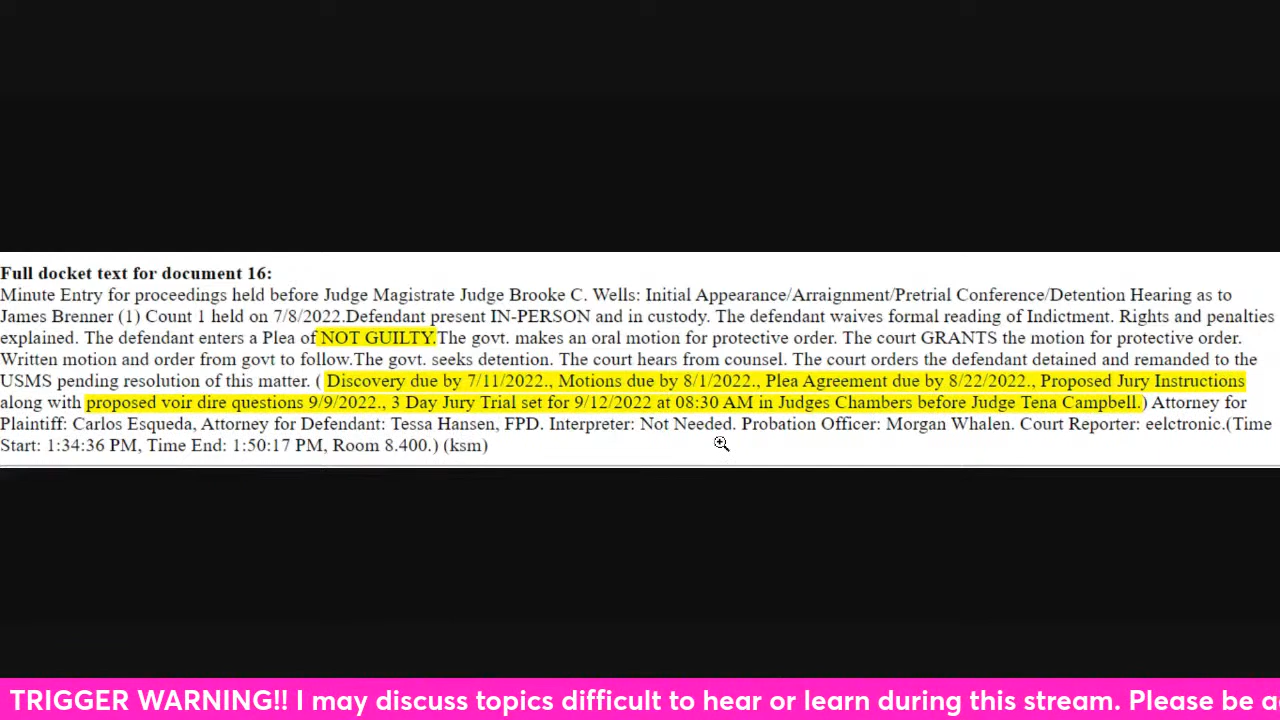 Full docket text for document 16:
Minute Entry for proceedings held before Judge Magistrate Judge Brooke C. Wells: Initial Appearance/Arraignment/Pretrial Conference/Detention Hearing as to
James Brenner (1) Count 1 held on 7/8/2022.Defendant present IN-PERSON and in custody. The defendant waives formal reading of Indictment. Rights and penalties
explained. The defendant enters a Plea of NOT GUILTY.The govt. makes an oral motion for protective order. The court GRANTS the motion for protective order.
Written motion and order from govt to follow.The govt. seeks detention. The court hears from counsel. The court orders the defendant detained and remanded to the
USMS pending resolution of this matter. ( Discovery due by 7/11/2022., Motions due by 8/1/2022., Plea Agreement due by 8/22/2022., Proposed Jury Instructions
along with proposed voir dire questions 9/9/2022., 3 Day Jury Trial set for 9/12/2022 at 08:30 AM in Judges Chambers before Judge Tena Campbell.) Attorney for
Plaintiff: Carlos Esqueda, Attorney for Defendant: Tessa Hansen, FPD. Interpreter: Not Needed. Probation Officer: Morgan Whalen. Court Reporter: eelctronic.(Time
Start: 1:34:36 PM, Time End: 1:50:17 PM, Room 8.400.) (ksm)
TRIGGER WARNING!! I may discuss topics difficult to hear or learn during this stream. Please be a